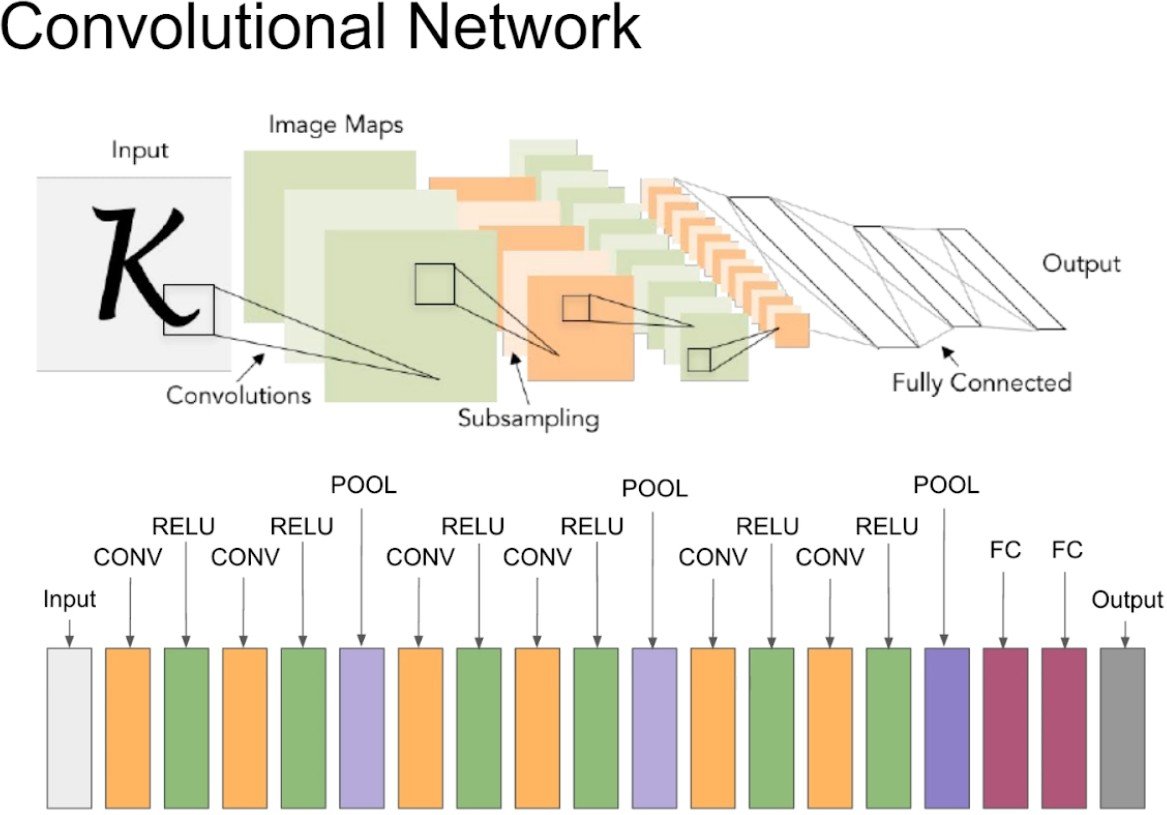 Convolutional Network
Image Maps
Input
K
Output
Convolutions
Subsampling
Fully Connected
POOL POOL POOL
RELU RELU RELU RELU RELU RELU
CONV CONV CONV CONV CONV CONV FC FC
Input Output